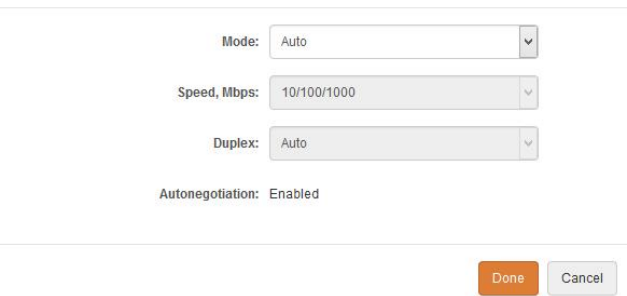 Mode: Auto
Speed, Mbps: 10/100/1000
Duplex: Auto
Autonegotiation: Enabled
Done Cancel